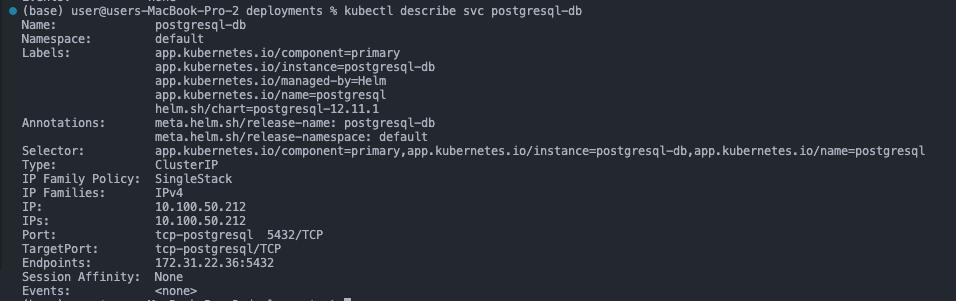 (base) user@users-MacBook-Pro-2 deployments % kubectl describe svc postgresql-db
Name:              postgresql-db
Namespace:         default
Labels:            app.kubernetes.io/component=primary
                   app.kubernetes.io/instance=postgresql-db
                   app.kubernetes.io/managed-by=Helm
                   app.kubernetes.io/name=postgresql
                   helm.sh/chart=postgresql-12.11.1
Annotations:       meta.helm.sh/release-name: postgresql-db
                   meta.helm.sh/release-namespace: default
Selector:          app.kubernetes.io/component=primary,app.kubernetes.io/instance=postgresql-db,app.kubernetes.io/name=postgresql
Type:              ClusterIP
IP Family Policy:  SingleStack
IP Families:       IPv4
IP:                10.100.50.212
IPs:               10.100.50.212
Port:              tcp-postgresql  5432/TCP
TargetPort:        tcp-postgresql/TCP
Endpoints:         172.31.22.36:5432
Session Affinity:  None
Events:            <none>